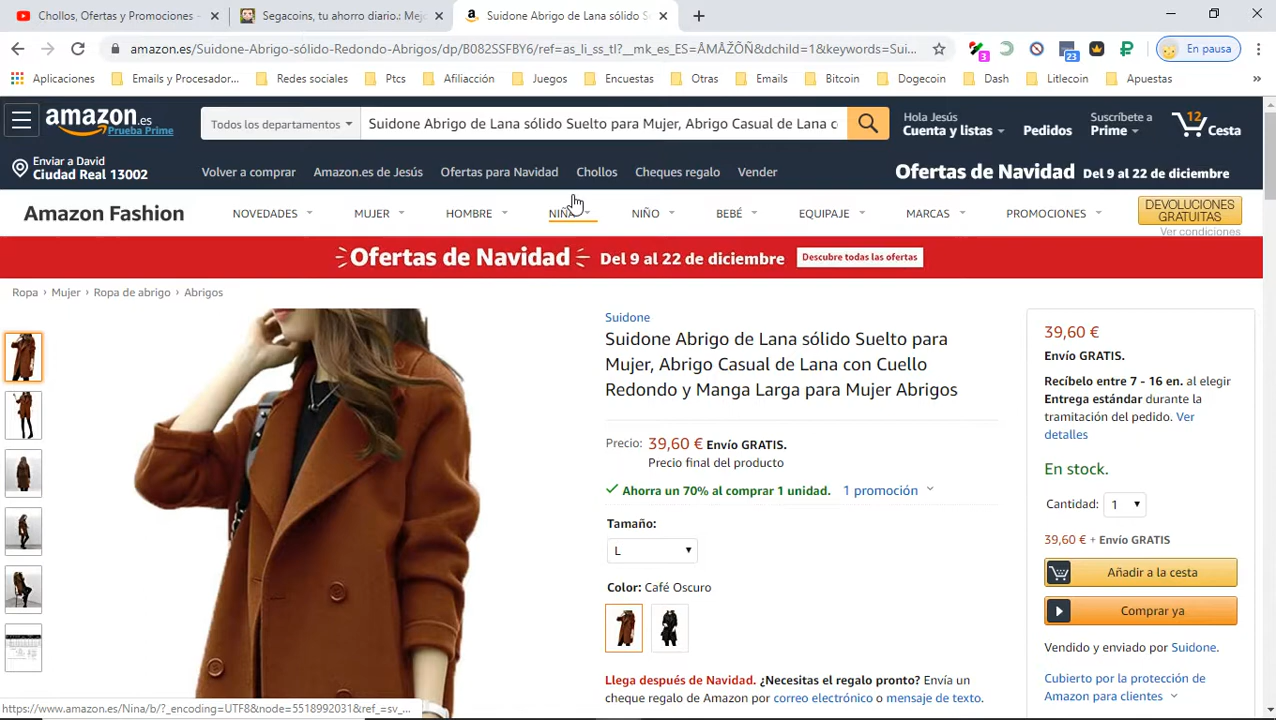 Chollos, Ofertas y Promociones -
Segacoins, tu ahorro diario.: Mejo
Suidone Abrigo de Lana sólido S
amazon.es/Suidone-Abrigo-sólido-Redondo-Abrigos/dp/B082SSFBY6/ref=as_li_ss_tl?__mk_es_ES=ÅMÅŽÕÑ&dchild=1&keywords=Sui...
3
23
En pausa
Aplicaciones
Emails y Procesador...
Redes sociales
Ptcs
Afiliación
Juegos
Encuestas
Otras
Emails
Bitcoin
Dogecoin
Dash
Litlecoin
Apuestas
»
amazon.es
Prueba Prime
Todos los departamentos
Suidone Abrigo de Lana sólido Suelto para Mujer, Abrigo Casual de Lana c
Hola Jesús
Cuenta y listas
Pedidos
Suscríbete a
Prime
12
Cesta
Enviar a David
Ciudad Real 13002
Volver a comprar
Amazon.es de Jesús
Ofertas para Navidad
Chollos
Cheques regalo
Vender
Ofertas de Navidad Del 9 al 22 de diciembre
Amazon Fashion
NOVEDADES
MUJER
HOMBRE
NIÑA
NIÑO
BEBÉ
EQUIPAJE
MARCAS
PROMOCIONES
DEVOLUCIONES
GRATUITAS
Ver condiciones
Ofertas de Navidad Del 9 al 22 de diciembre
Descubre todas las ofertas
Ropa › Mujer › Ropa de abrigo › Abrigos
Suidone
Suidone Abrigo de Lana sólido Suelto para
Mujer, Abrigo Casual de Lana con Cuello
Redondo y Manga Larga para Mujer Abrigos
Precio: 39,60 € Envío GRATIS.
Precio final del producto
Ahorra un 70% al comprar 1 unidad. 1 promoción
Tamaño:
L
Color: Café Oscuro
Llega después de Navidad. ¿Necesitas el regalo pronto? Envía un
cheque regalo de Amazon por correo electrónico o mensaje de texto.
39,60 €
Envío GRATIS.
Recíbelo entre 7 - 16 en. al elegir
Entrega estándar durante la
tramitación del pedido. Ver
detalles
En stock.
Cantidad: 1
39,60 € + Envío GRATIS
Añadir a la cesta
Comprar ya
Vendido y enviado por Suidone.
Cubierto por la protección de
Amazon para clientes
https://www.amazon.es/Nina/b/?_encoding=UTF8&node=5518992031&ref_=sv_...